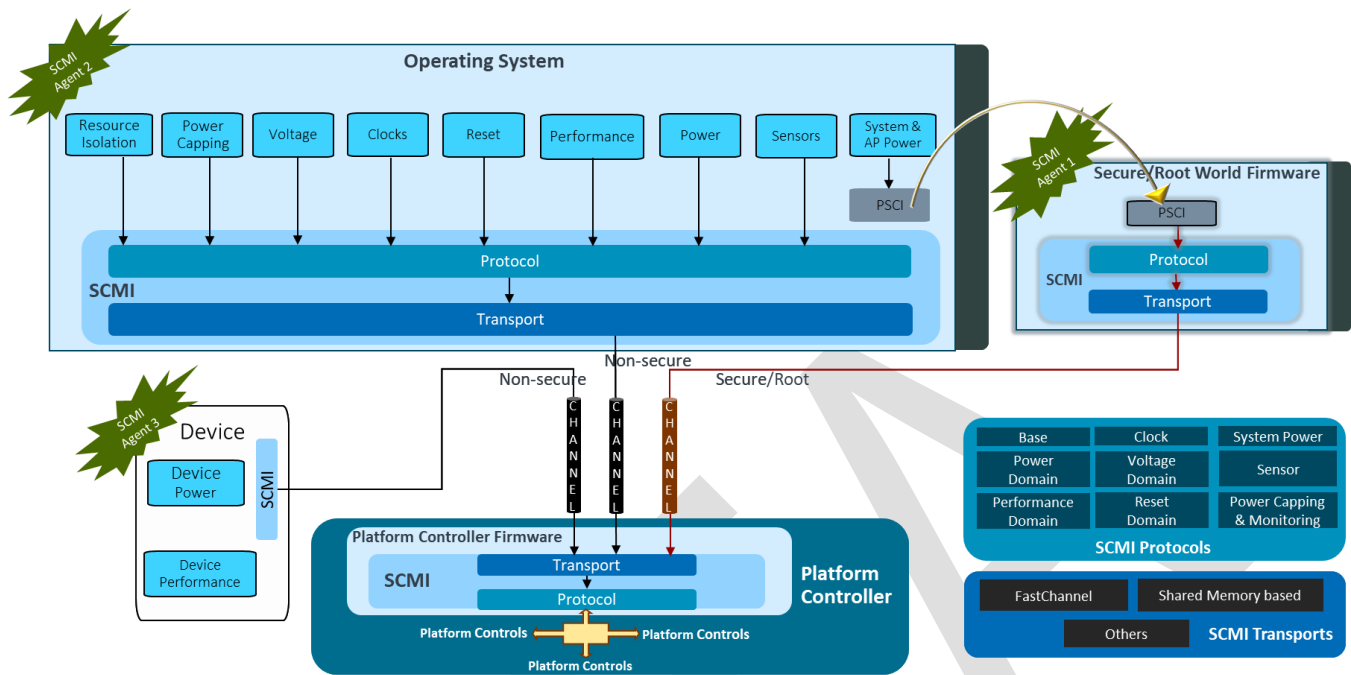 SCMI
Agent 2
Operating System
Resource
Isolation
Power
Capping
Voltage
Clocks
Reset
Performance
Power
Sensors
System &
AP Power
PSCI
Protocol
SCMI
Transport
SCMI
Agent 1
Secure/Root World Firmware
PSCI
Protocol
SCMI
Transport
Non-secure
Non-secure
Secure/Root
CHANNEL
CHANNEL
CHANNEL
SCMI
Agent 3
Device
Device
Power
SCMI
Device
Performance
Platform Controller Firmware
Transport
SCMI
Protocol
Platform
Controller
Platform Controls
Platform Controls
Platform Controls
Base
Clock
System Power
Power
Domain
Voltage
Domain
Sensor
Performance
Domain
Reset
Domain
Power Capping
& Monitoring
SCMI Protocols
FastChannel
Shared Memory based
Others
SCMI Transports